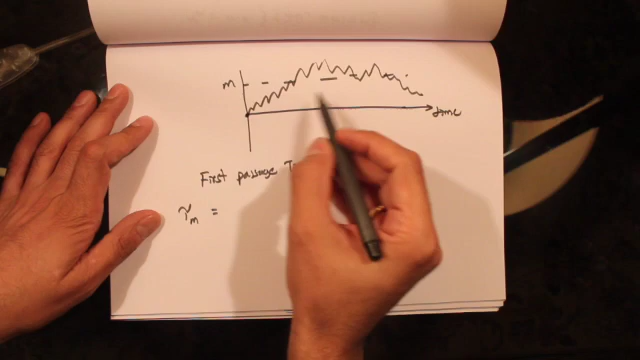 m
time
First passage
τm =